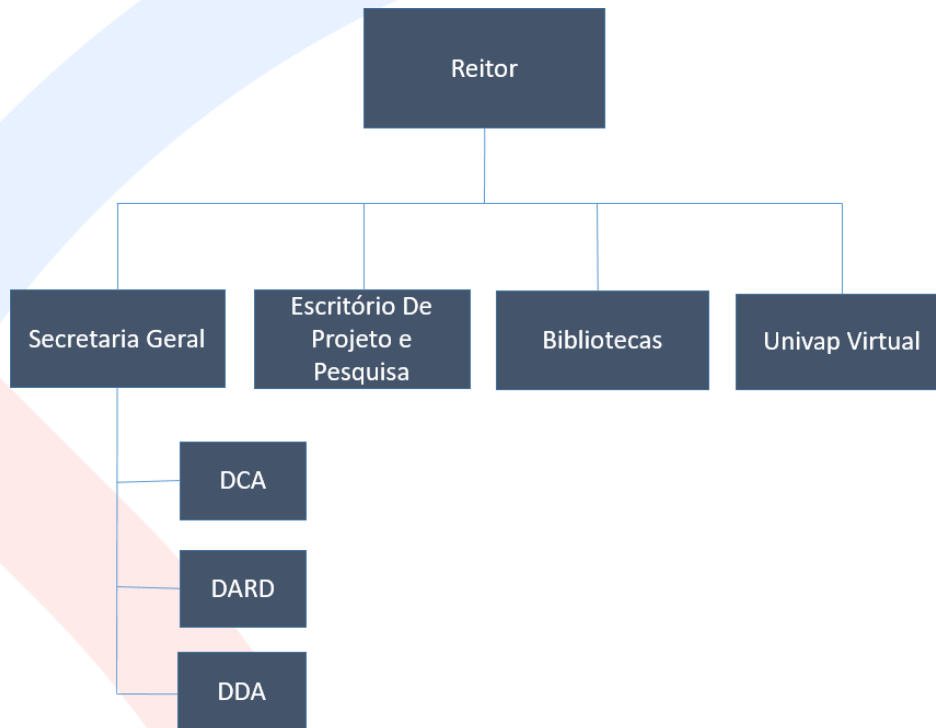 Reitor
Secretaria Geral
Escritório De
Projeto e
Pesquisa
Bibliotecas
Univap Virtual
DCA
DARD
DDA